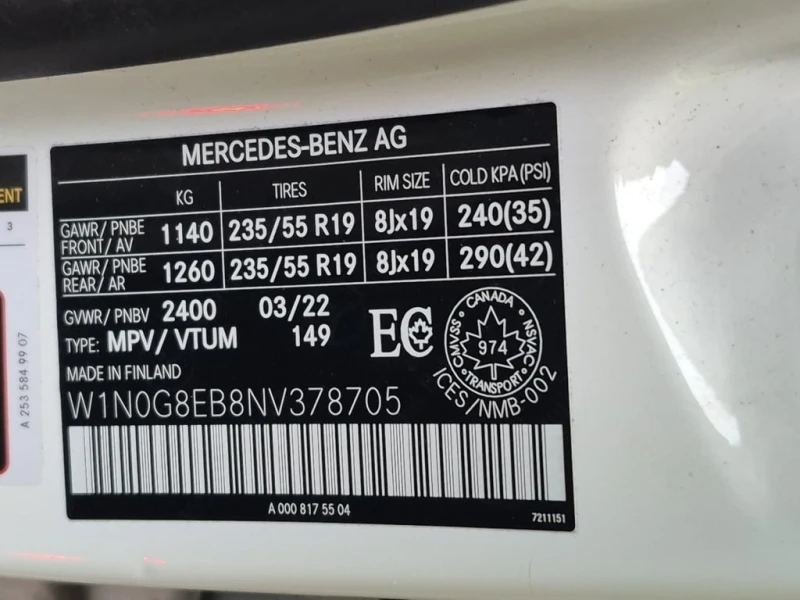 MERCEDES-BENZ AG
KG TIRES RIM SIZE COLD KPA (PSI)
GAWR/ PNBE FRONT/ AV 1140 235/55 R19 8Jx19 240(35)
GAWR/ PNBE REAR/ AR 1260 235/55 R19 8Jx19 290(42)
GVWR/ PNBV 2400 03/22
TYPE: MPV/ VTUM 149
EC
CANADA
CMVSS NSVAC
974
TRANSPORT
ICES/NMB-002
MADE IN FINLAND
W1N0G8EB8NV378705
A 000 817 55 04
7211151
ENT
3
A 253 584 99 07